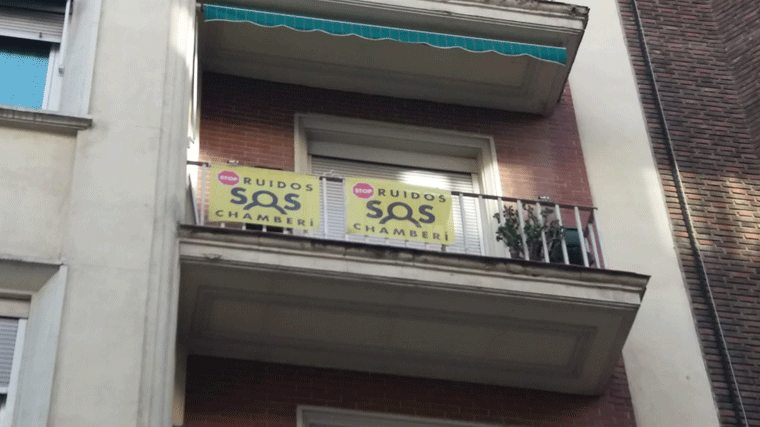 STOP RUIDOS
SOS
CHAMBERÍ
STOP RUIDOS
SOS
CHAMBERÍ